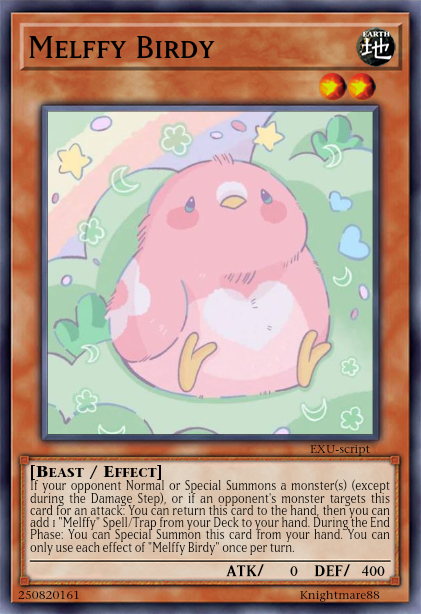 Melffy Birdy
EARTH
地
EXU-script
[Beast / Effect]
If your opponent Normal or Special Summons a monster(s) (except
during the Damage Step), or if an opponent's monster targets
this card for an attack: You can return this card to the hand, then you can
add 1 "Melffy" Spell/Trap from your Deck to your hand. During the End
Phase: You can Special Summon this card from your hand. You can
only use each effect of "Melffy Birdy" once per turn.
ATK/ 0 DEF/ 400
250820161 Knightmare88